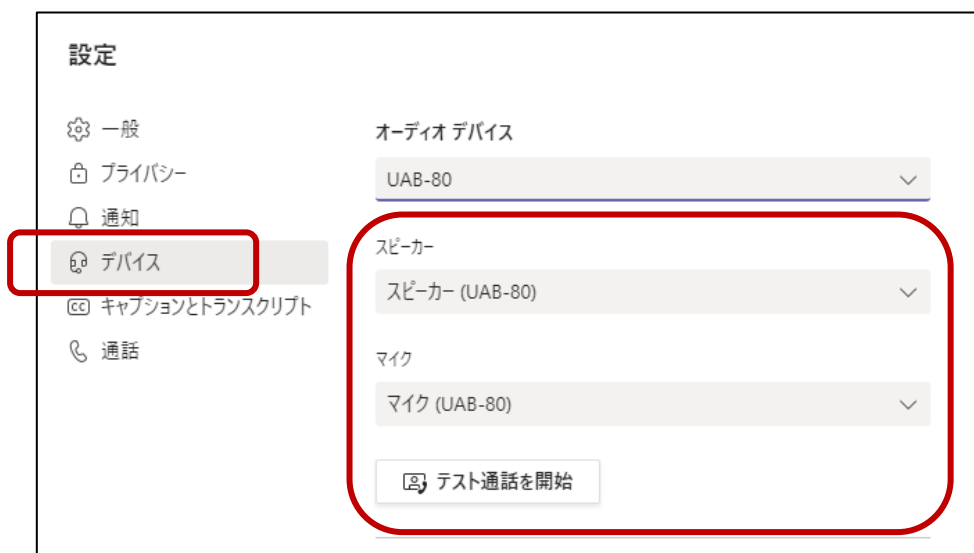 設定
一般
プライバシー
通知
デバイス
CC キャプションとトランスクリプト
通話
オーディオ デバイス
UAB-80
スピーカー
スピーカー (UAB-80)
マイク
マイク (UAB-80)
テスト通話を開始